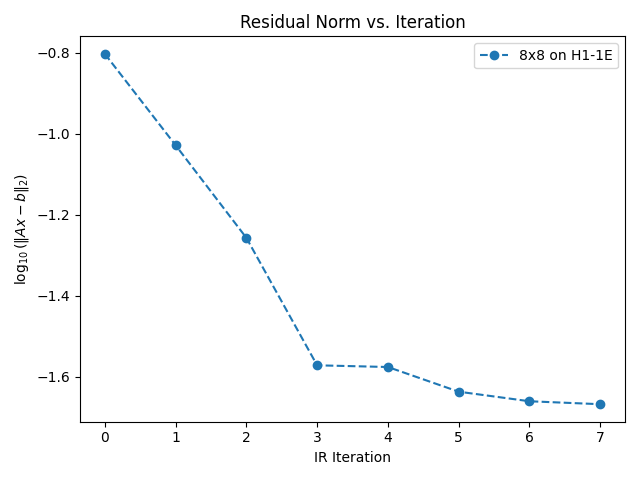 Residual Norm vs. Iteration
8x8 on H1-1E
−0.8
−1.0
−1.2
−1.4
−1.6
log₁₀(‖Ax − b‖₂)
0 1 2 3 4 5 6 7
IR Iteration